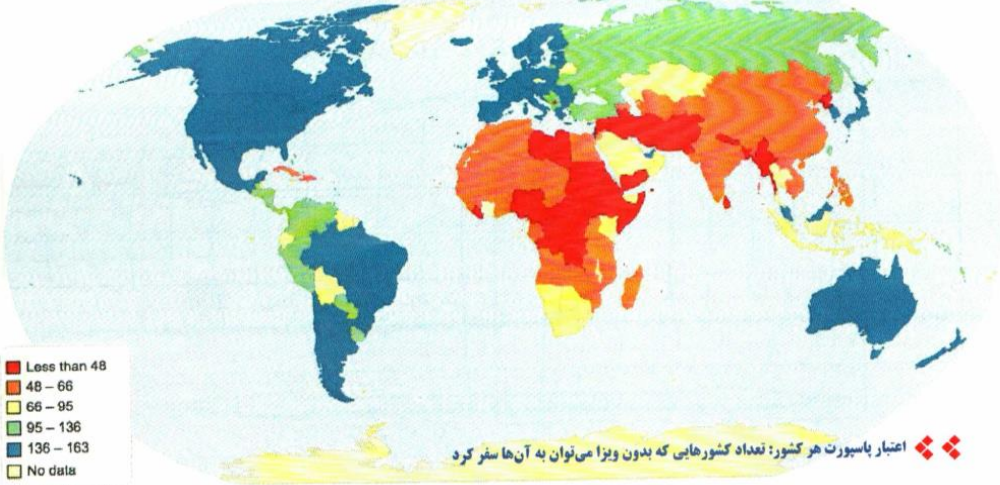 Less than 48
48 – 66
66 – 95
95 – 136
136 – 163
No data
اعتبار پاسپورت هر کشور: تعداد کشورهایی که بدون ویزا می‌توان به آن‌ها سفر کرد